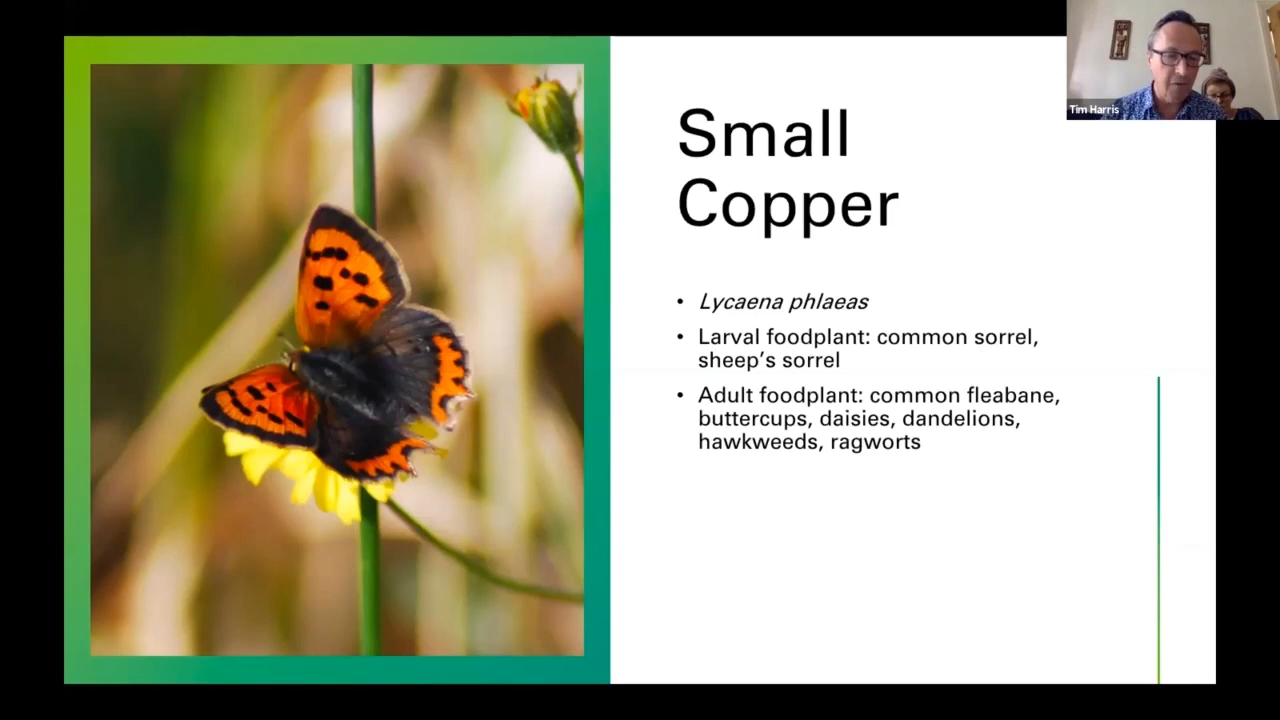 Small
Copper
• Lycaena phlaeas
• Larval foodplant: common sorrel,
sheep's sorrel
• Adult foodplant: common fleabane,
buttercups, daisies, dandelions,
hawkweeds, ragworts
Tim Harris